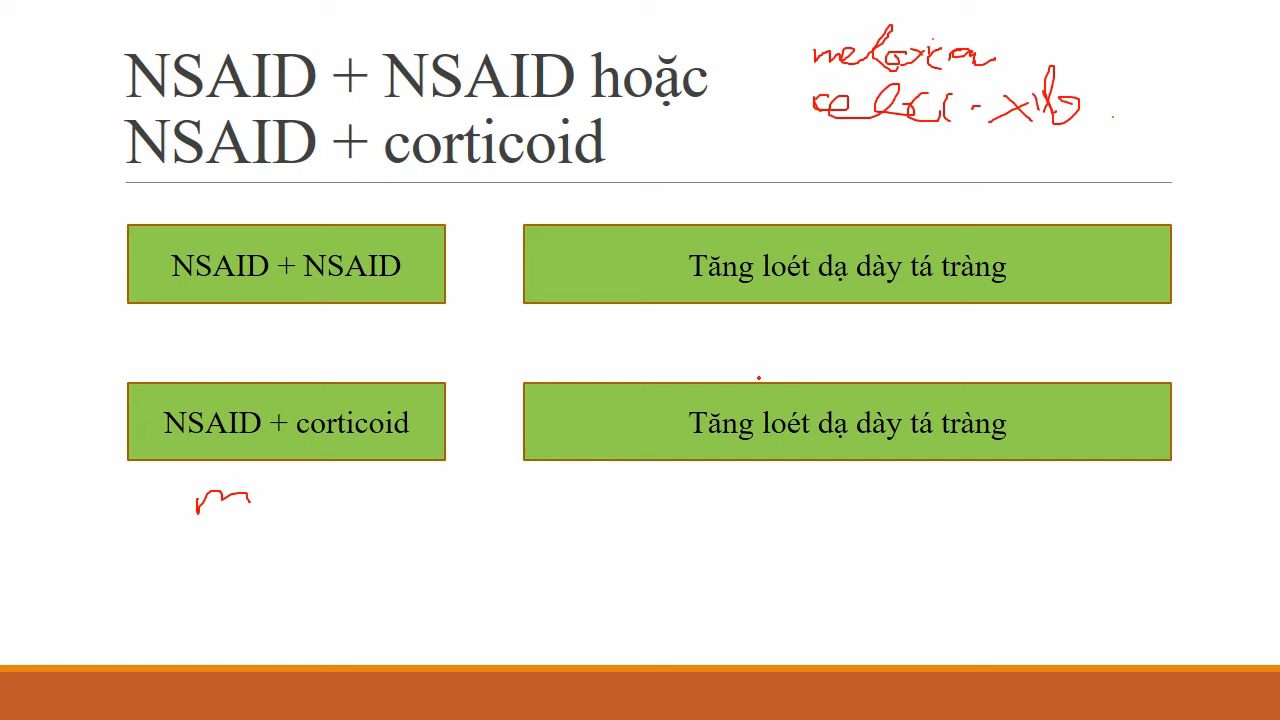 NSAID + NSAID hoặc
NSAID + corticoid
meloxicam
NSAID + NSAID
Tăng loét dạ dày tá tràng
NSAID + corticoid
Tăng loét dạ dày tá tràng
m